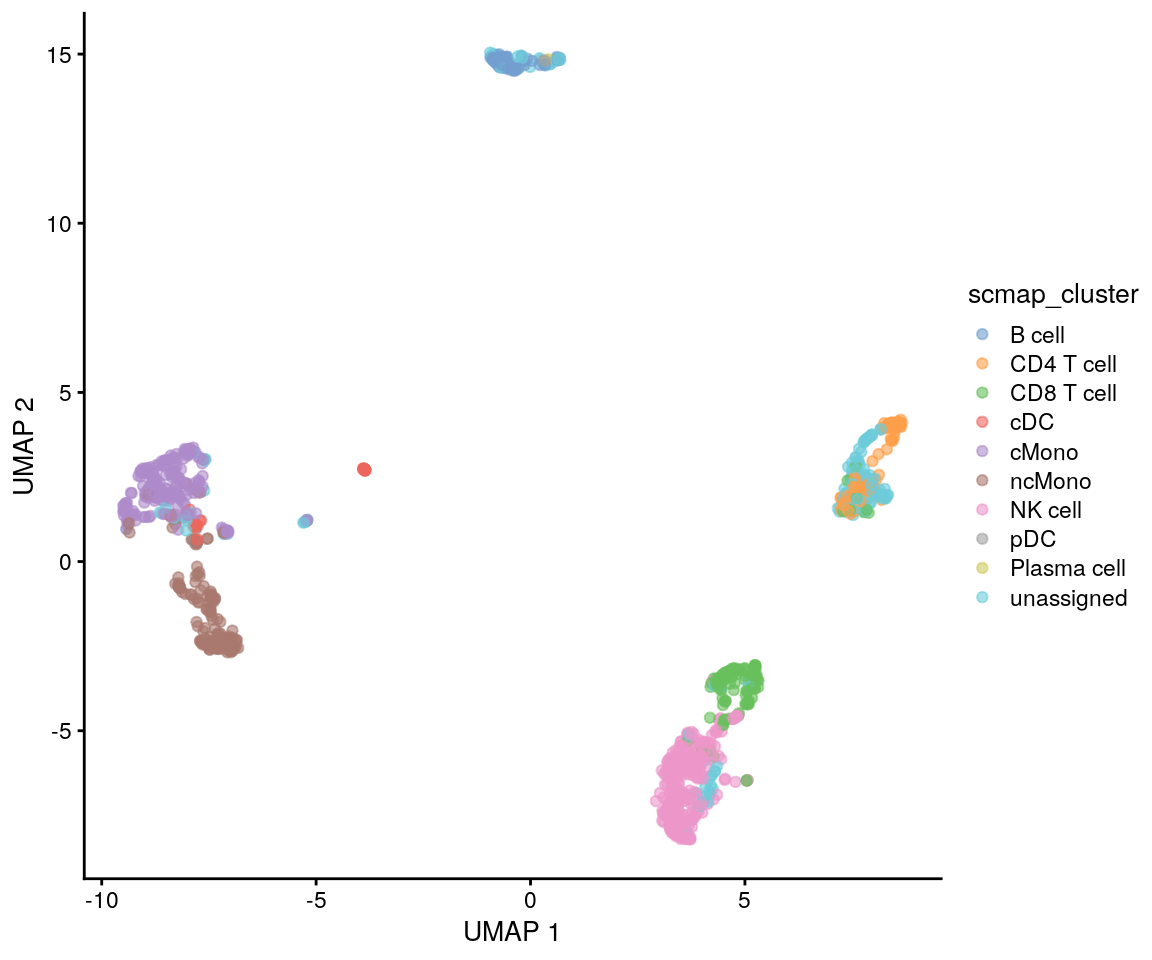 15
10
5
0
-5
UMAP 2
-10
-5
0
5
UMAP 1
scmap_cluster
B cell
CD4 T cell
CD8 T cell
cDC
cMono
ncMono
NK cell
pDC
Plasma cell
unassigned